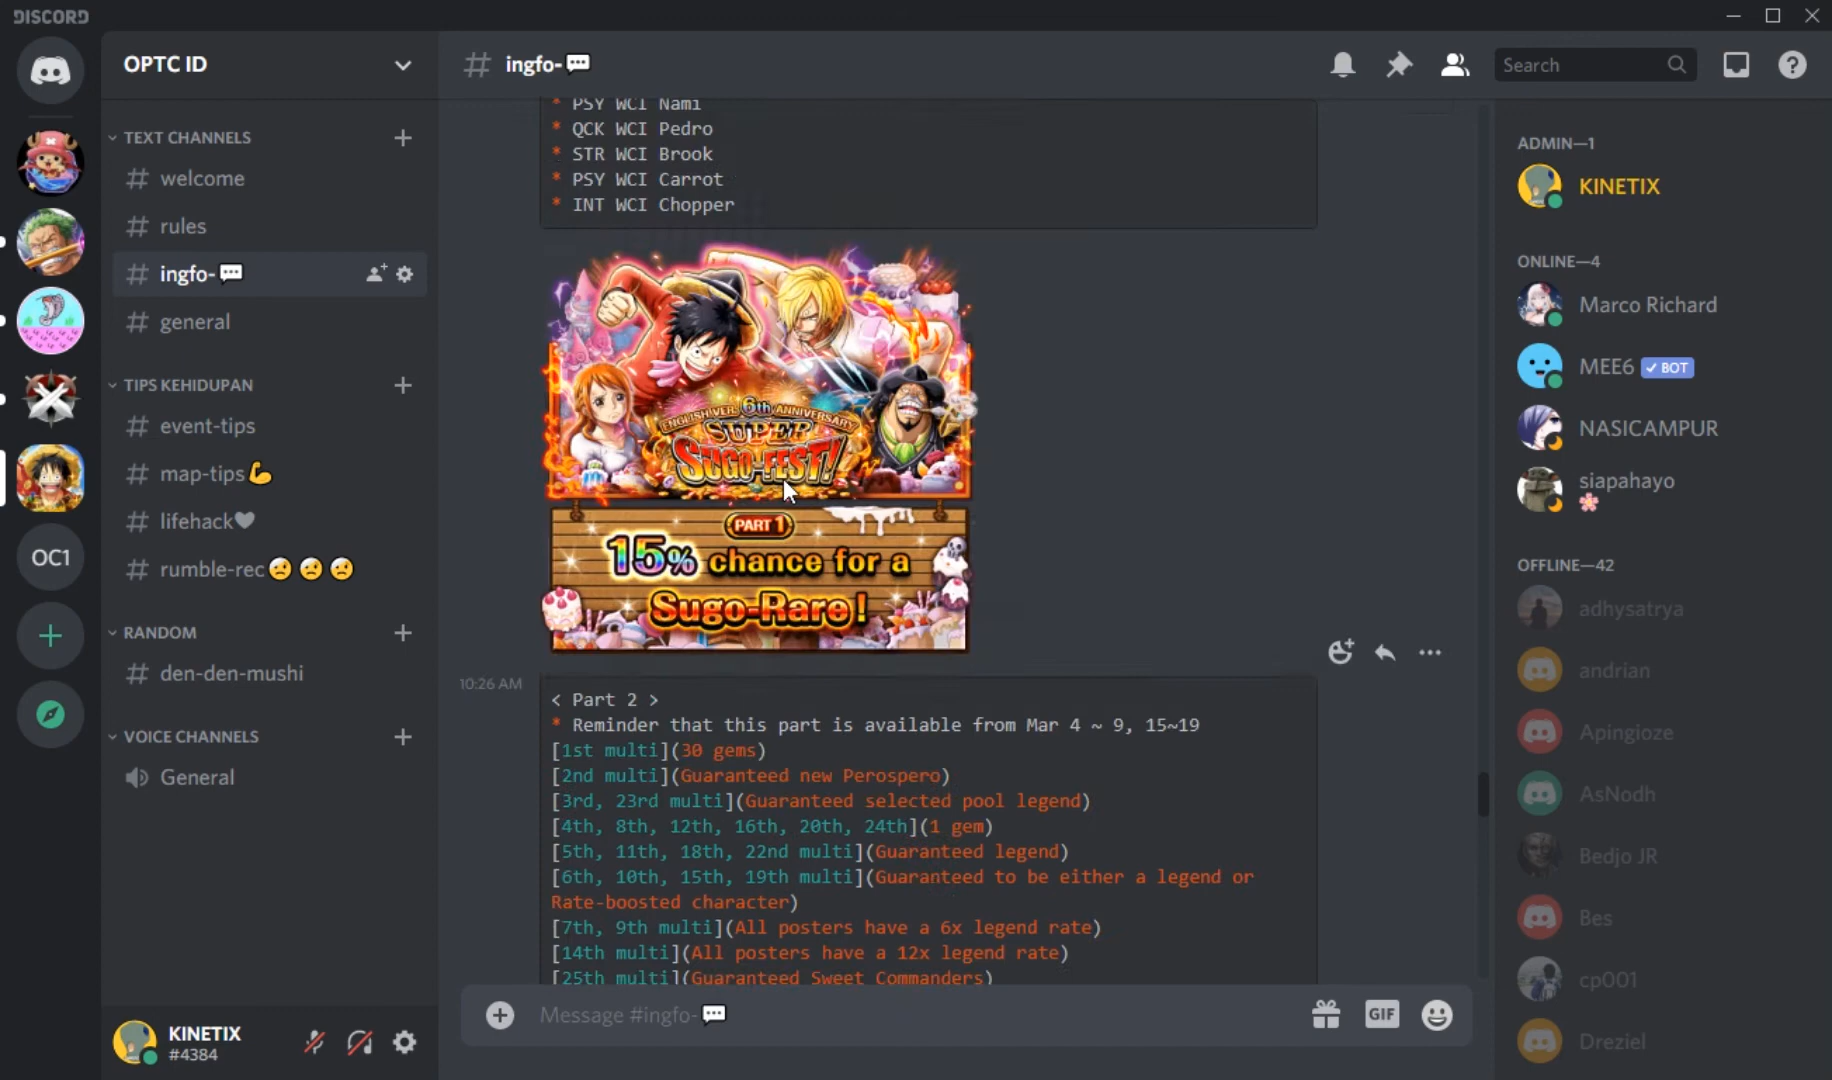 DISCORD
OPTC ID
TEXT CHANNELS
welcome
rules
ingfo-💬
general
TIPS KEHIDUPAN
event-tips
map-tips💪
lifehack🖤
rumble-rec🤕🤕🤕
RANDOM
den-den-mushi
VOICE CHANNELS
General
OC1
KINETIX
#4384
# ingfo-💬
Search
* PSY WCI Nami
* QCK WCI Pedro
* STR WCI Brook
* PSY WCI Carrot
* INT WCI Chopper
ENGLISH VER. 6th ANNIVERSARY
SUPER
SUGO-FEST!
PART 1
15% chance for a
Sugo-Rare!
10:26 AM
< Part 2 >
* Reminder that this part is available from Mar 4 ~ 9, 15~19
[1st multi](30 gems)
[2nd multi](Guaranteed new Perospero)
[3rd, 23rd multi](Guaranteed selected pool legend)
[4th, 8th, 12th, 16th, 20th, 24th](1 gem)
[5th, 11th, 18th, 22nd multi](Guaranteed legend)
[6th, 10th, 15th, 19th multi](Guaranteed to be either a legend or
Rate-boosted character)
[7th, 9th multi](All posters have a 6x legend rate)
[14th multi](All posters have a 12x legend rate)
[25th multi](Guaranteed Sweet Commanders)
Message #ingfo-💬
GIF
ADMIN—1
KINETIX
ONLINE—4
Marco Richard
MEE6 ✓ BOT
NASICAMPUR
siapahayo
🌸
OFFLINE—42
adhysatrya
andrian
Apingioze
AsNodh
Bedjo JR
Bes
cp001
Dreziel